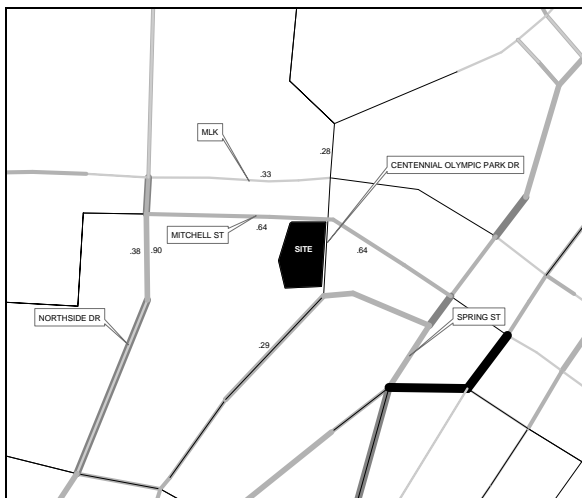 MLK
.28
.33
CENTENNIAL OLYMPIC PARK DR
MITCHELL ST
.64
SITE
.64
.38
.90
NORTHSIDE DR
SPRING ST
.29